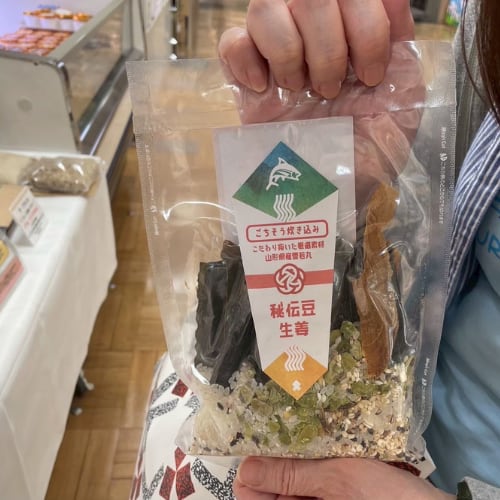 ごちそう炊き込み
こだわり抜いた厳選素材
山形県産雪若丸
秘伝豆
生姜